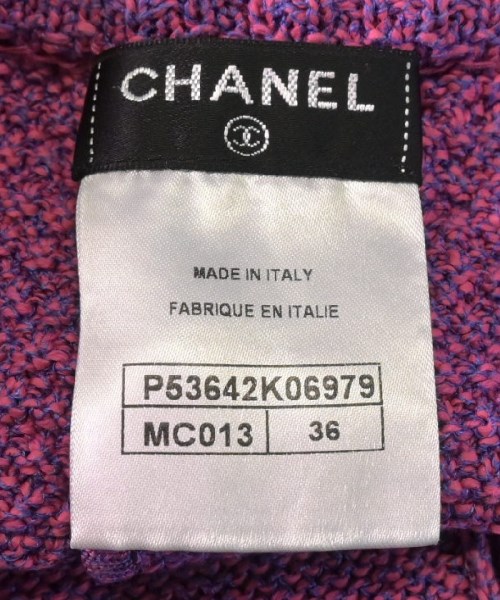 CHANEL
MADE IN ITALY
FABRIQUE EN ITALIE
P53642K06979
MC013 36